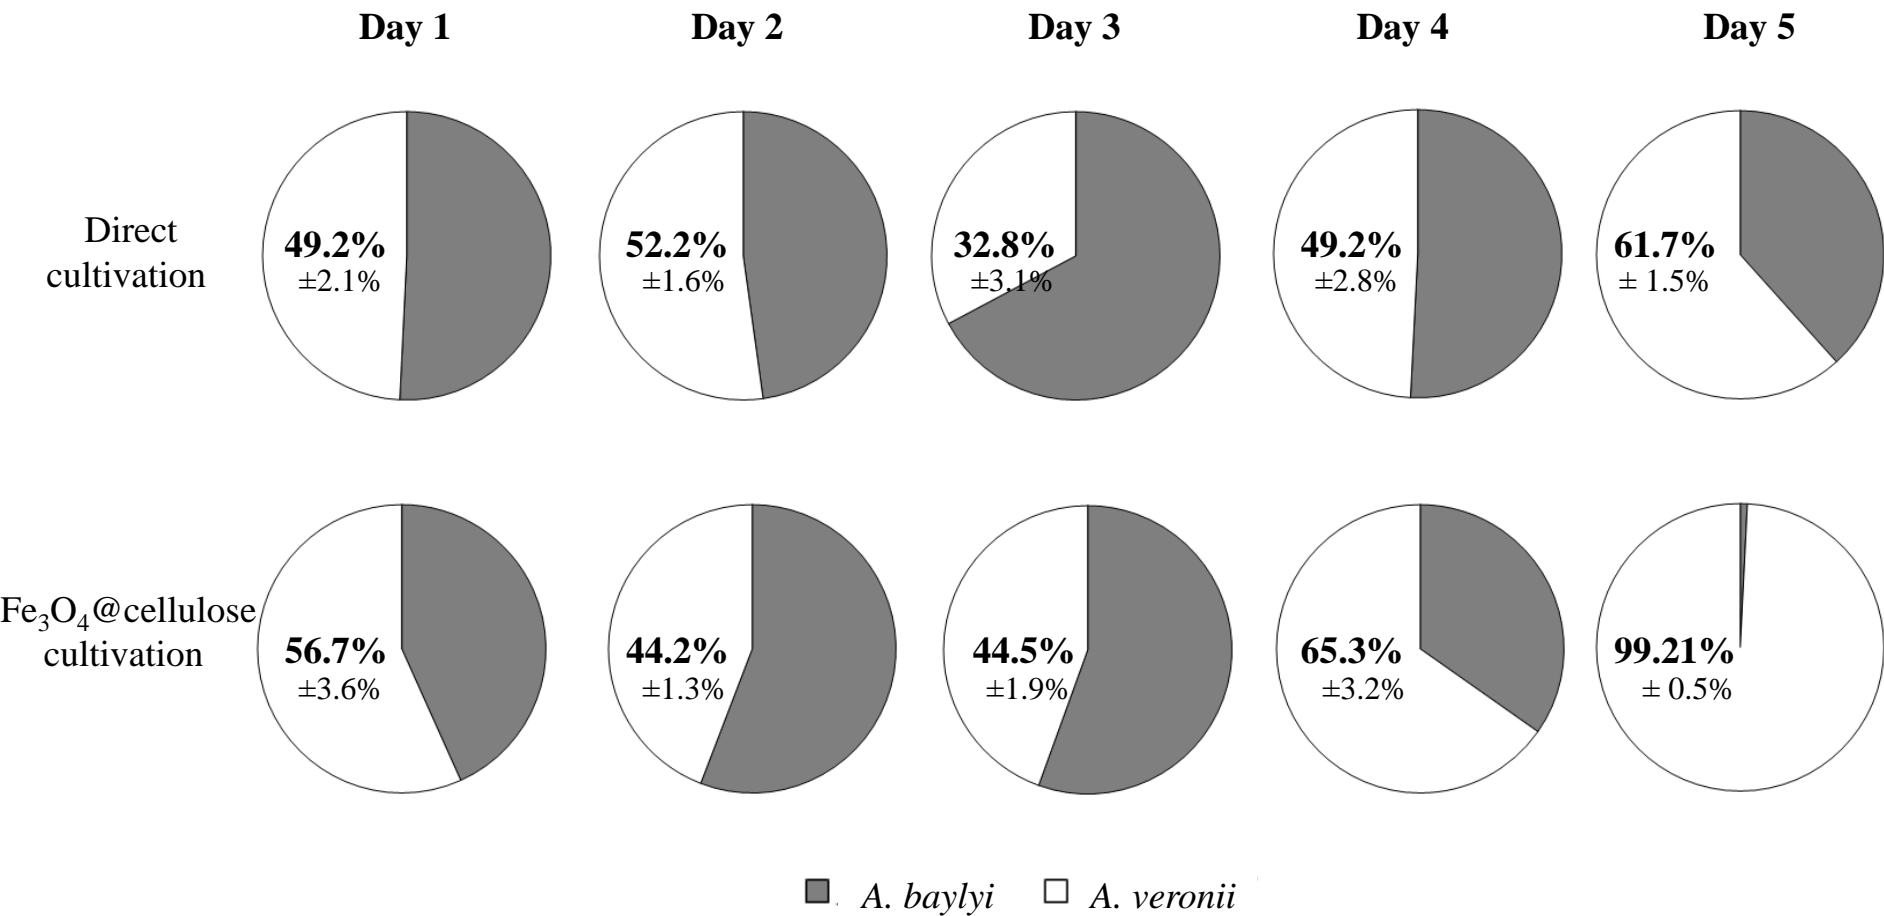 Day 1 Day 2 Day 3 Day 4 Day 5
Direct
cultivation
49.2% 52.2% 32.8% 49.2% 61.7%
±2.1% ±1.6% ±3.1% ±2.8% ± 1.5%
Fe₃O₄@cellulose
cultivation
56.7% 44.2% 44.5% 65.3% 99.21%
±3.6% ±1.3% ±1.9% ±3.2% ± 0.5%
A. baylyi A. veronii